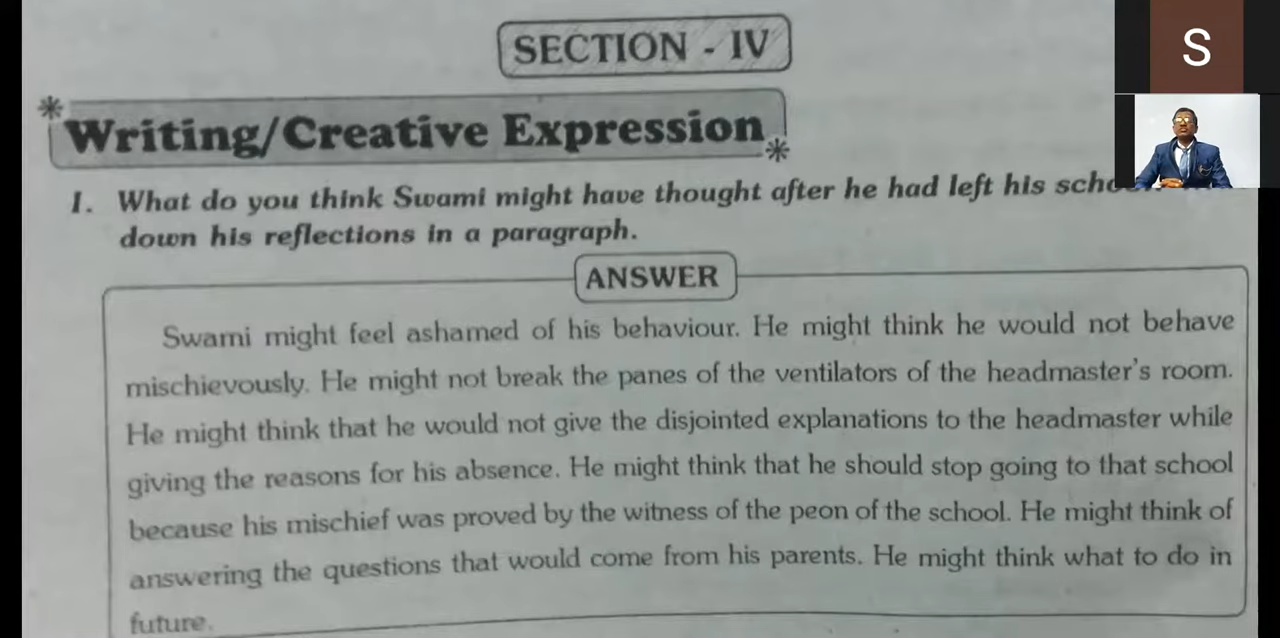 SECTION - IV
S
Writing/Creative Expression
I. What do you think Swami might have thought after he had left his
down his reflections in a paragraph.
ANSWER
Swami might feel ashamed of his behaviour. He might think he would not behave
mischievously. He might not break the panes of the ventilators of the headmaster's room.
He might think that he would not give the disjointed explanations to the headmaster while
giving the reasons for his absence. He might think that he should stop going to that school
because his mischief was proved by the witness of the peon of the school. He might think of
answering the questions that would come from his parents. He might think what to do in
future.